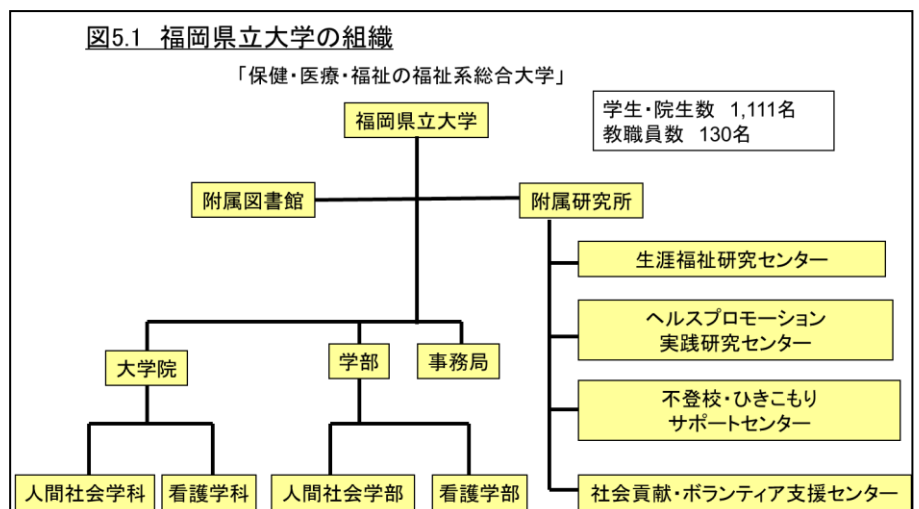 図5.1 福岡県立大学の組織
「保健・医療・福祉の福祉系総合大学」
福岡県立大学
学生・院生数 1,111名
教職員数 130名
附属図書館
附属研究所
生涯福祉研究センター
ヘルスプロモーション
実践研究センター
大学院
学部
事務局
不登校・ひきこもり
サポートセンター
人間社会学科
看護学科
人間社会学部
看護学部
社会貢献・ボランティア支援センター